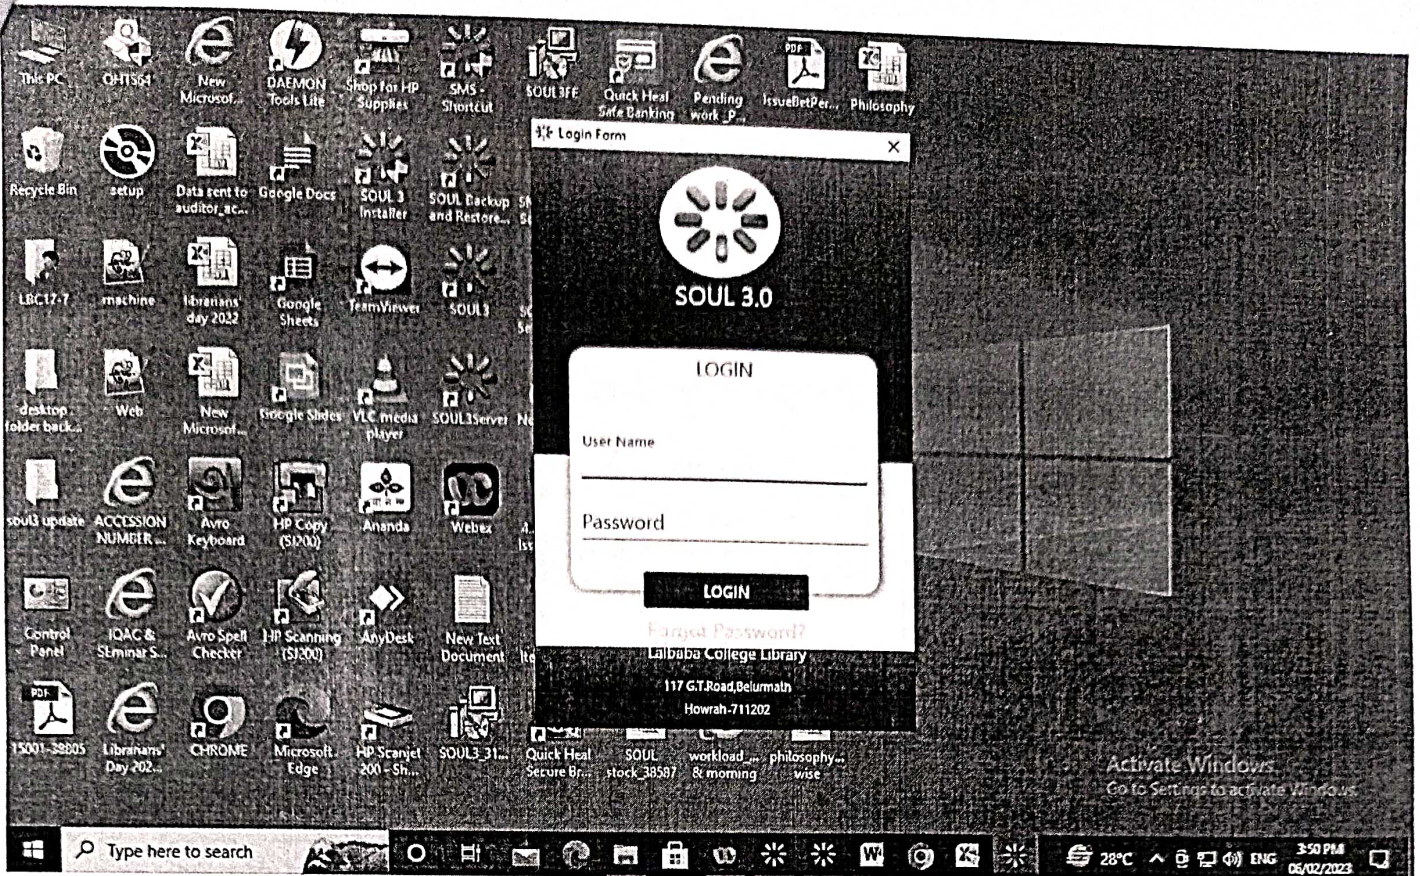 This PC
QHTS64
New
Microsof...
DAEMON
Tools Lite
Shop for HP
Supplies
SMS -
Shortcut
SOUL3FE
Quick Heal
Safe Banking
Pending
work _P...
IssueBetPer...
Philosophy
PDF
Login Form
Recycle Bin
setup
Data sent to
auditor_ac...
Google Docs
SOUL 3
Installer
SOUL Backup
and Restore...
SOUL 3.0
LBC17-7
machine
librarians'
day 2022
Google
Sheets
TeamViewer
SOUL3
LOGIN
desktop
folder back...
Web
New
Microsof...
Google Slides
VLC media
player
SOUL3Server
User Name
soul3 update
ACCESSION
NUMBER ...
Avro
Keyboard
HP Copy
(SJ200)
Ananda
Webex
Password
LOGIN
Control
Panel
IQAC &
SEminar S...
Avro Spell
Checker
HP Scanning
(SJ200)
AnyDesk
New Text
Document
Forgot Password?
Lalbaba College Library
117 G.T.Road,Belurmath
Howrah-711202
PDF
15001-38805
Librarians'
Day 202...
CHROME
Microsoft
Edge
HP Scanjet
200 - Sh...
SOUL3_31...
Quick Heal
Secure Br...
SOUL
stock_38587
workload_...
& morning
philosophy...
wise
Activate Windows
Go to Settings to activate Windows.
Type here to search
28°C
ENG
3:50 PM
06/02/2023